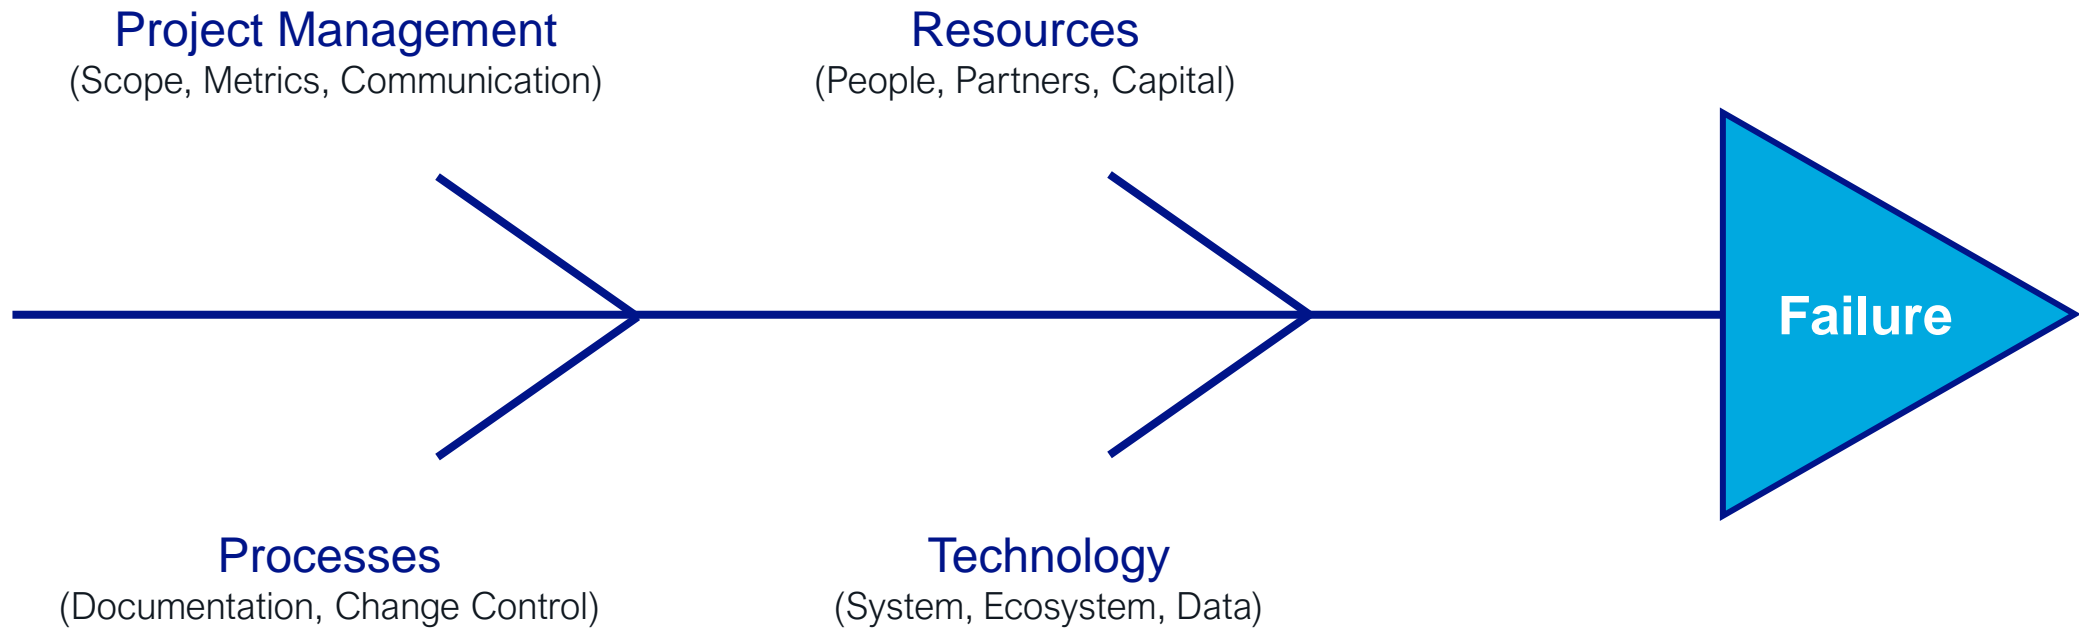 Project Management
(Scope, Metrics, Communication)
Resources
(People, Partners, Capital)
Failure
Processes
(Documentation, Change Control)
Technology
(System, Ecosystem, Data)